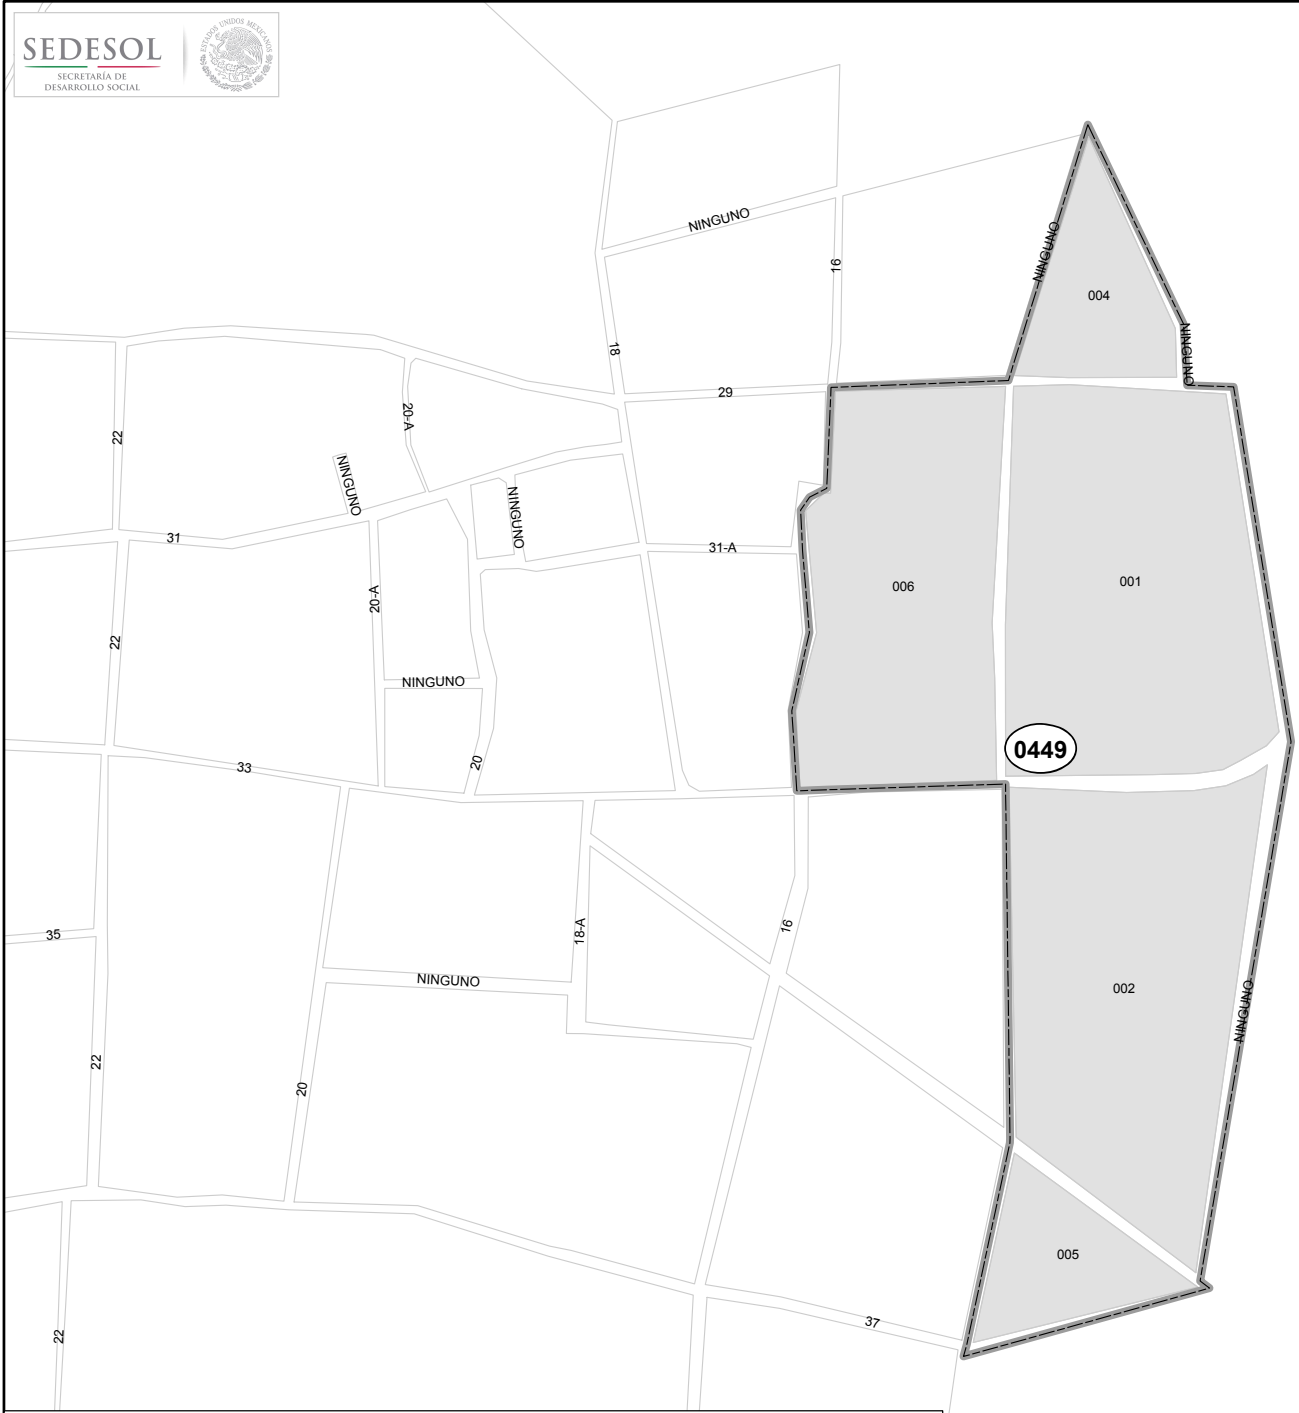 SEDESOL
SECRETARÍA DE
DESARROLLO SOCIAL
ESTADOS UNIDOS MEXICANOS
NINGUNO
16
NINGUNO
004
18
NINGUNO
29
20-A
22
NINGUNO
NINGUNO
31
31-A
006
001
20-A
22
NINGUNO
0449
20
33
16
18-A
35
NINGUNO
002
NINGUNO
22
20
005
37
22